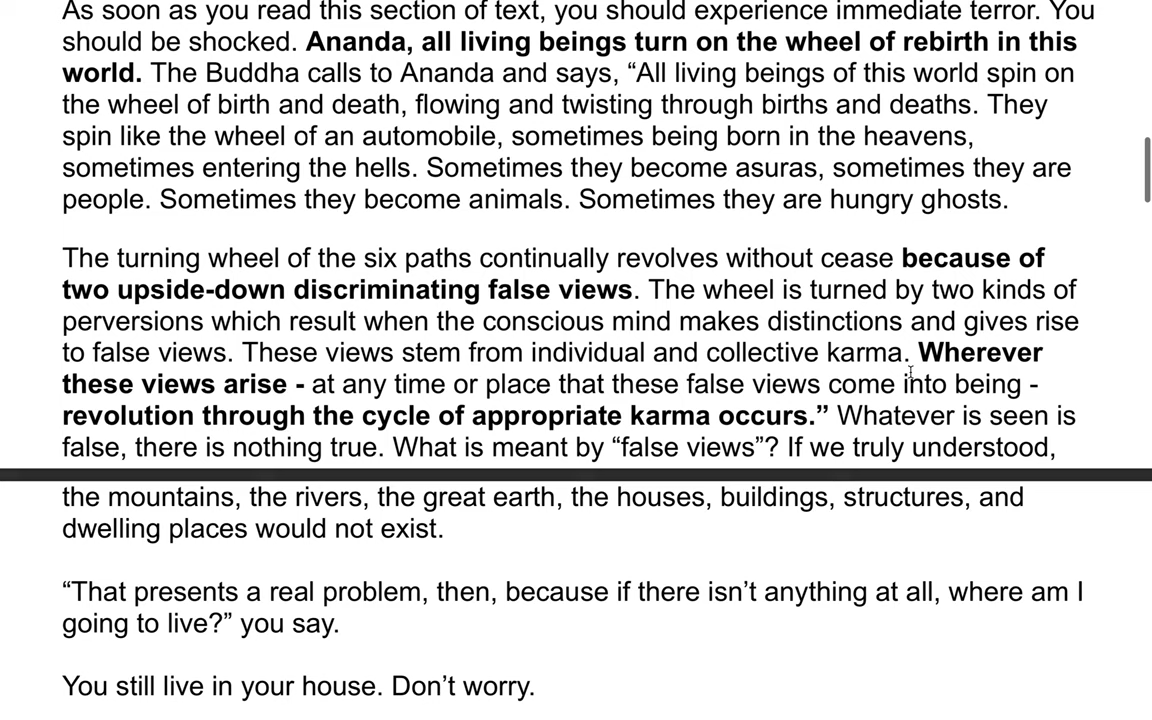 As soon as you read this section of text, you should experience immediate terror. You
should be shocked. Ananda, all living beings turn on the wheel of rebirth in this
world. The Buddha calls to Ananda and says, “All living beings of this world spin on
the wheel of birth and death, flowing and twisting through births and deaths. They
spin like the wheel of an automobile, sometimes being born in the heavens,
sometimes entering the hells. Sometimes they become asuras, sometimes they are
people. Sometimes they become animals. Sometimes they are hungry ghosts.
The turning wheel of the six paths continually revolves without cease because of
two upside-down discriminating false views. The wheel is turned by two kinds of
perversions which result when the conscious mind makes distinctions and gives rise
to false views. These views stem from individual and collective karma. Wherever
these views arise - at any time or place that these false views come into being -
revolution through the cycle of appropriate karma occurs.” Whatever is seen is
false, there is nothing true. What is meant by “false views”? If we truly understood,
the mountains, the rivers, the great earth, the houses, buildings, structures, and
dwelling places would not exist.
“That presents a real problem, then, because if there isn’t anything at all, where am I
going to live?” you say.
You still live in your house. Don’t worry.